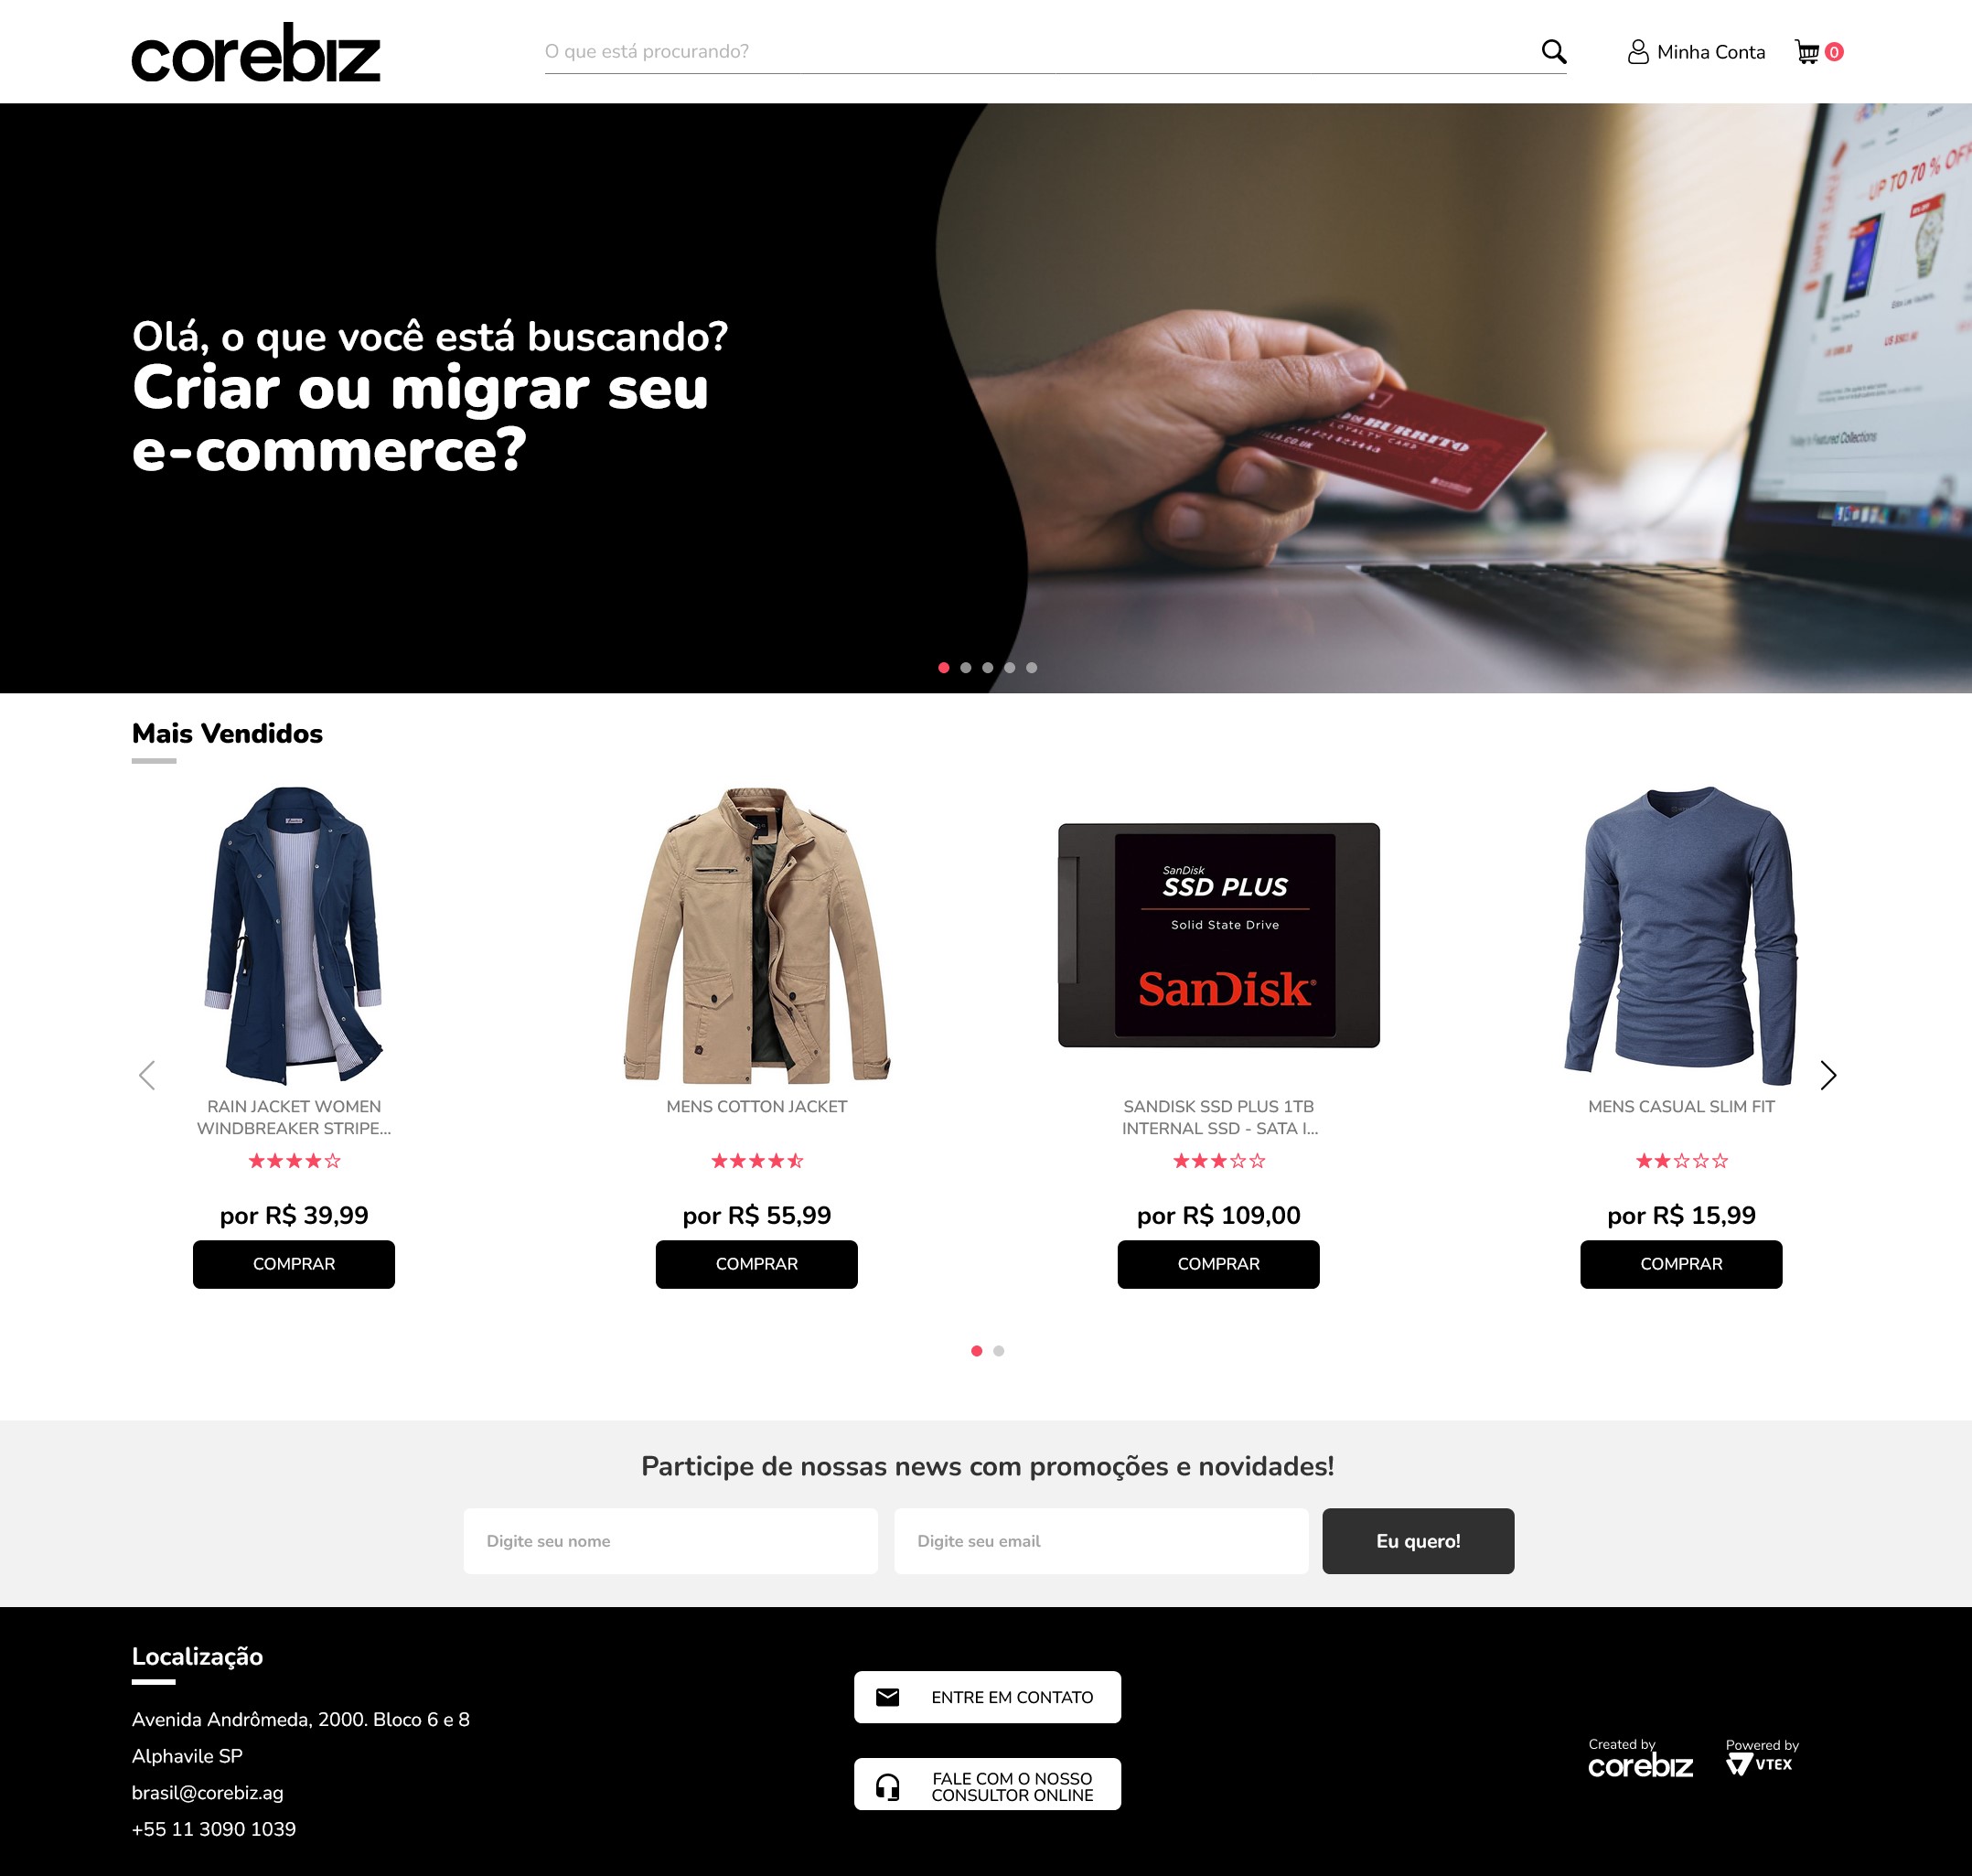 corebiz
O que está procurando?
Minha Conta
0
UP TO 70 % OFF
Olá, o que você está buscando?
Criar ou migrar seu
e-commerce?
BURRITO
LOYALTY CARD
Mais Vendidos
SanDisk
SSD PLUS
Solid State Drive
SanDisk
RAIN JACKET WOMEN
WINDBREAKER STRIPE...
MENS COTTON JACKET
SANDISK SSD PLUS 1TB
INTERNAL SSD - SATA I...
MENS CASUAL SLIM FIT
por R$ 39,99
por R$ 55,99
por R$ 109,00
por R$ 15,99
COMPRAR
COMPRAR
COMPRAR
COMPRAR
Participe de nossas news com promoções e novidades!
Digite seu nome
Digite seu email
Eu quero!
Localização
Avenida Andrômeda, 2000. Bloco 6 e 8
Alphavile SP
brasil@corebiz.ag
+55 11 3090 1039
ENTRE EM CONTATO
FALE COM O NOSSO
CONSULTOR ONLINE
Created by
corebiz
Powered by
VTEX